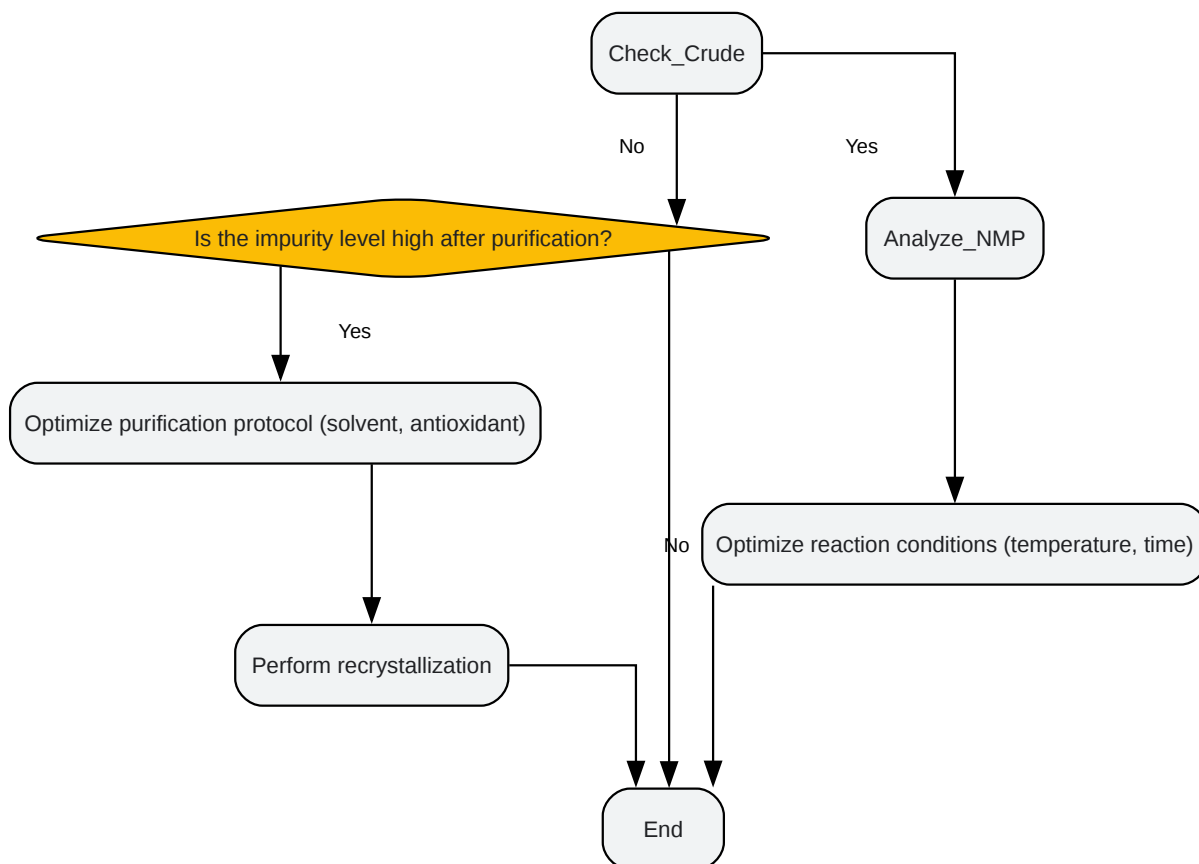 Check_Crude
No
Yes
Is the impurity level high after purification?
Analyze_NMP
Yes
Optimize purification protocol (solvent, antioxidant)
No
Optimize reaction conditions (temperature, time)
Perform recrystallization
End